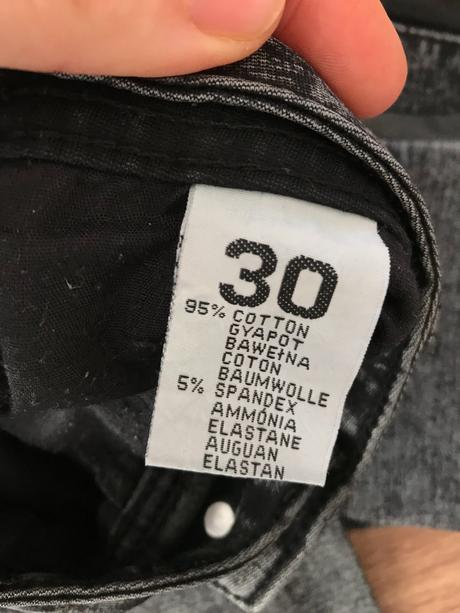 30
95% COTTON
GYAPOT
BAWEŁNA
COTON
BAUMWOLLE
5% SPANDEX
AMMÓNIA
ELASTANE
AUGUAN
ELASTAN